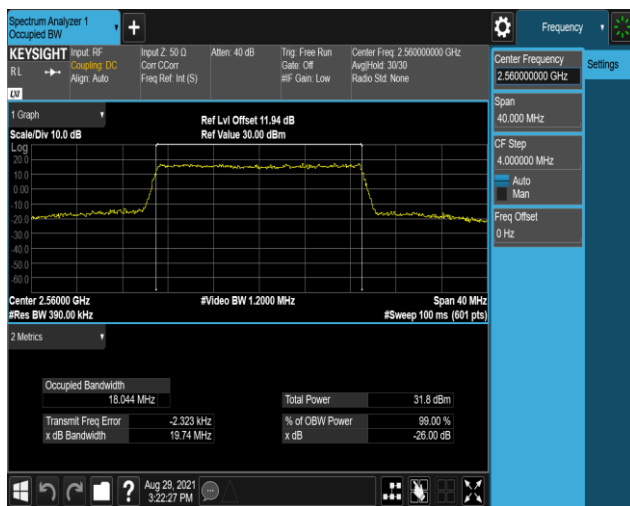 Spectrum Analyzer 1
Occupied BW
Frequency
KEYSIGHT
RL
LXI
Input: RF
Coupling: DC
Align: Auto
Input Z: 50 Ω
Corr CCorr
Freq Ref: Int (S)
Atten: 40 dB
Trig: Free Run
Gate: Off
#IF Gain: Low
Center Freq: 2.560000000 GHz
Avg|Hold: 30/30
Radio Std: None
Center Frequency
2.560000000 GHz
Settings
Span
40.000 MHz
CF Step
4.000000 MHz
Auto
Man
Freq Offset
0 Hz
1 Graph
Scale/Div 10.0 dB
Ref Lvl Offset 11.94 dB
Ref Value 30.00 dBm
Log
20.0
10.0
0.00
-10.0
-20.0
-30.0
-40.0
-50.0
-60.0
Center 2.56000 GHz
#Res BW 390.00 kHz
#Video BW 1.2000 MHz
Span 40 MHz
#Sweep 100 ms (601 pts)
2 Metrics
Occupied Bandwidth
18.044 MHz
Total Power 31.8 dBm
Transmit Freq Error -2.323 kHz
% of OBW Power 99.00 %
x dB Bandwidth 19.74 MHz
x dB -26.00 dB
?
Aug 29, 2021
3:22:27 PM